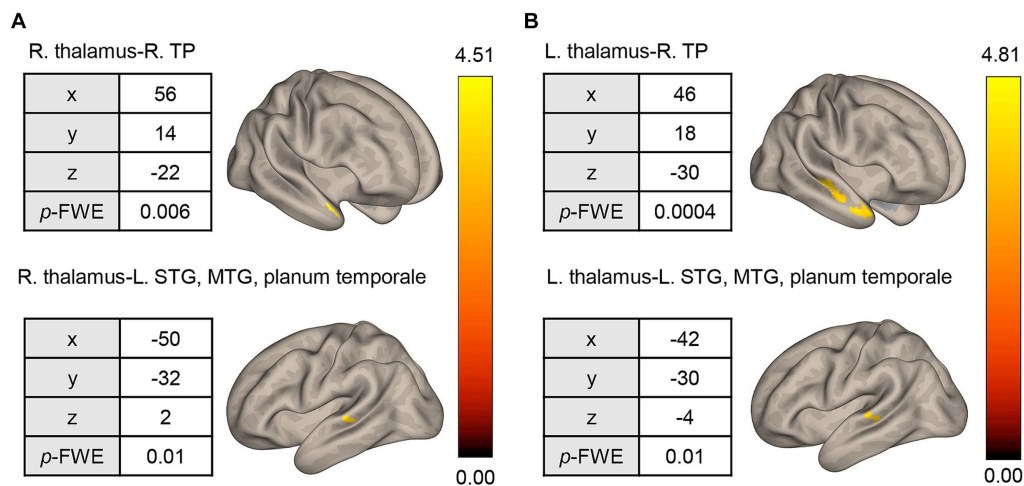 A
R. thalamus-R. TP
x 56
y 14
z -22
p-FWE 0.006
4.51
R. thalamus-L. STG, MTG, planum temporale
x -50
y -32
z 2
p-FWE 0.01
0.00
B
L. thalamus-R. TP
x 46
y 18
z -30
p-FWE 0.0004
4.81
L. thalamus-L. STG, MTG, planum temporale
x -42
y -30
z -4
p-FWE 0.01
0.00